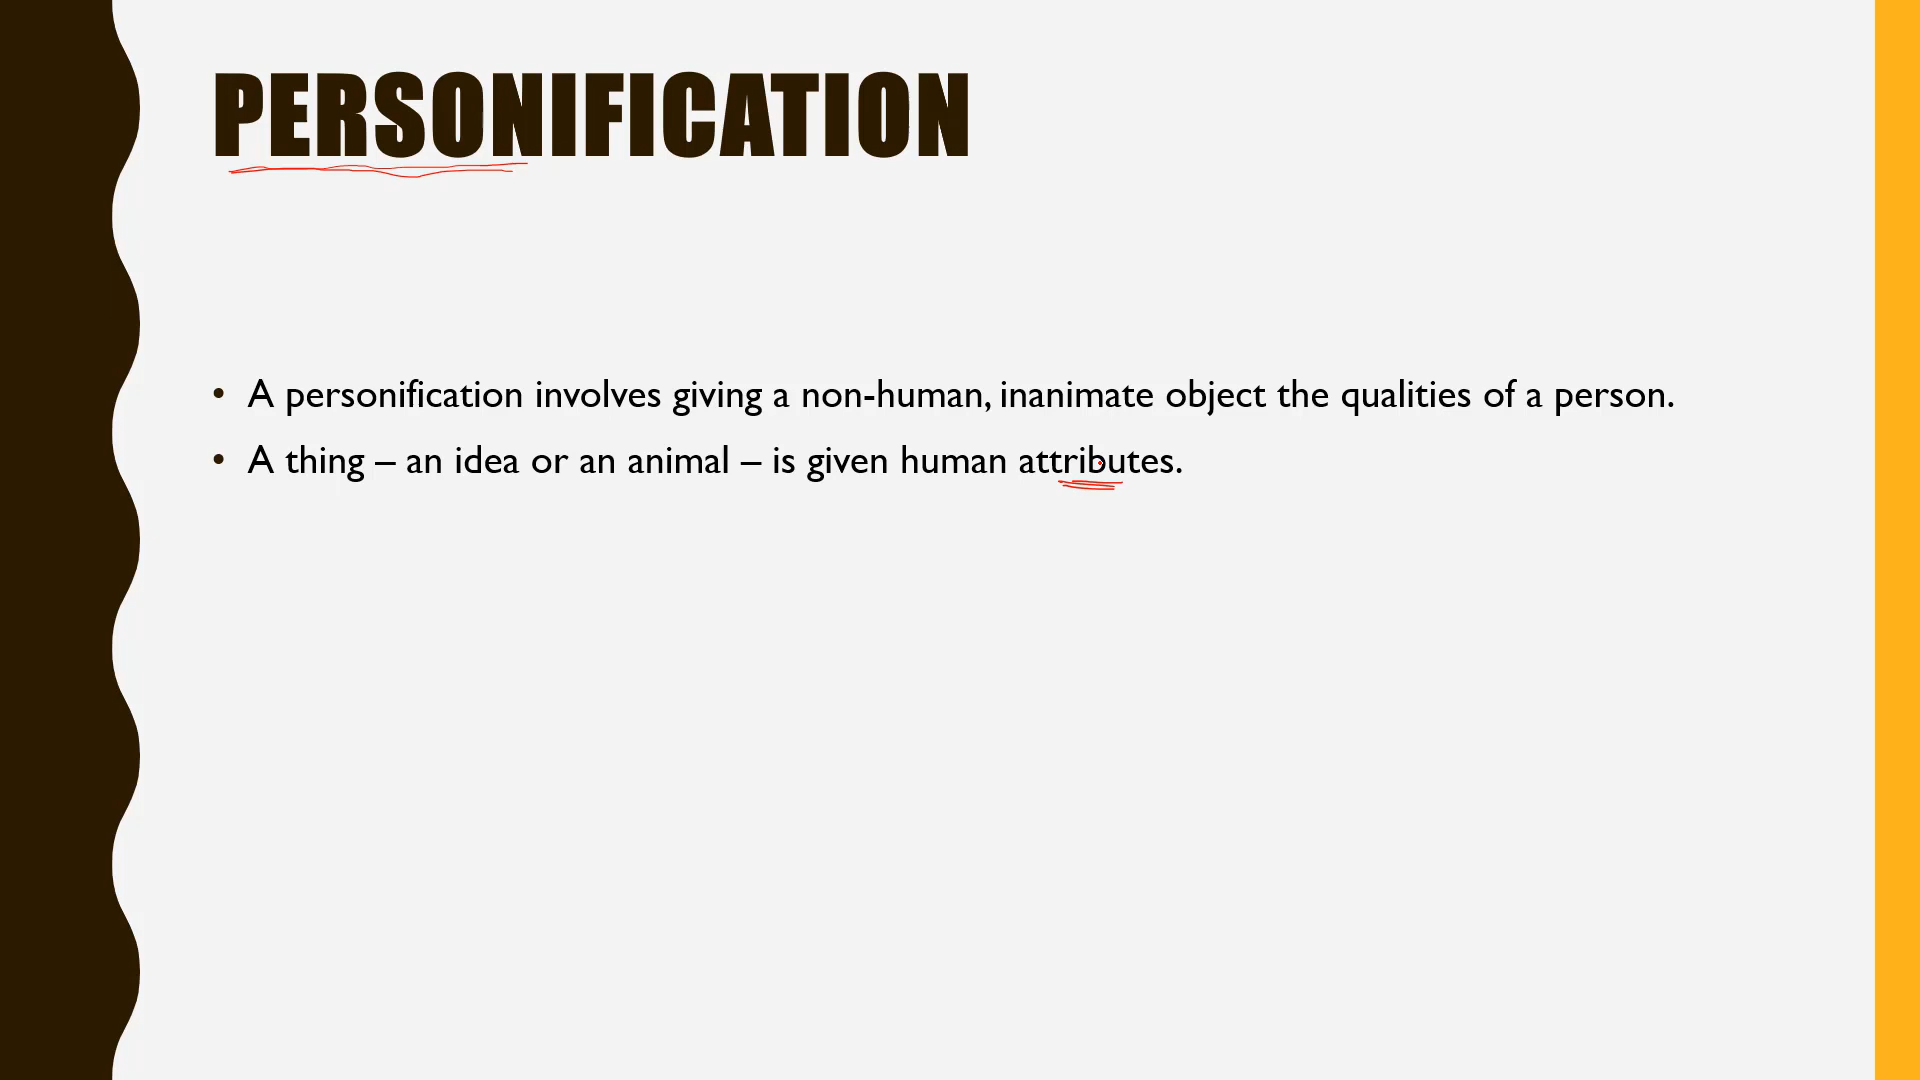 PERSONIFICATION
• A personification involves giving a non-human, inanimate object the qualities of a person.
• A thing – an idea or an animal – is given human attributes.